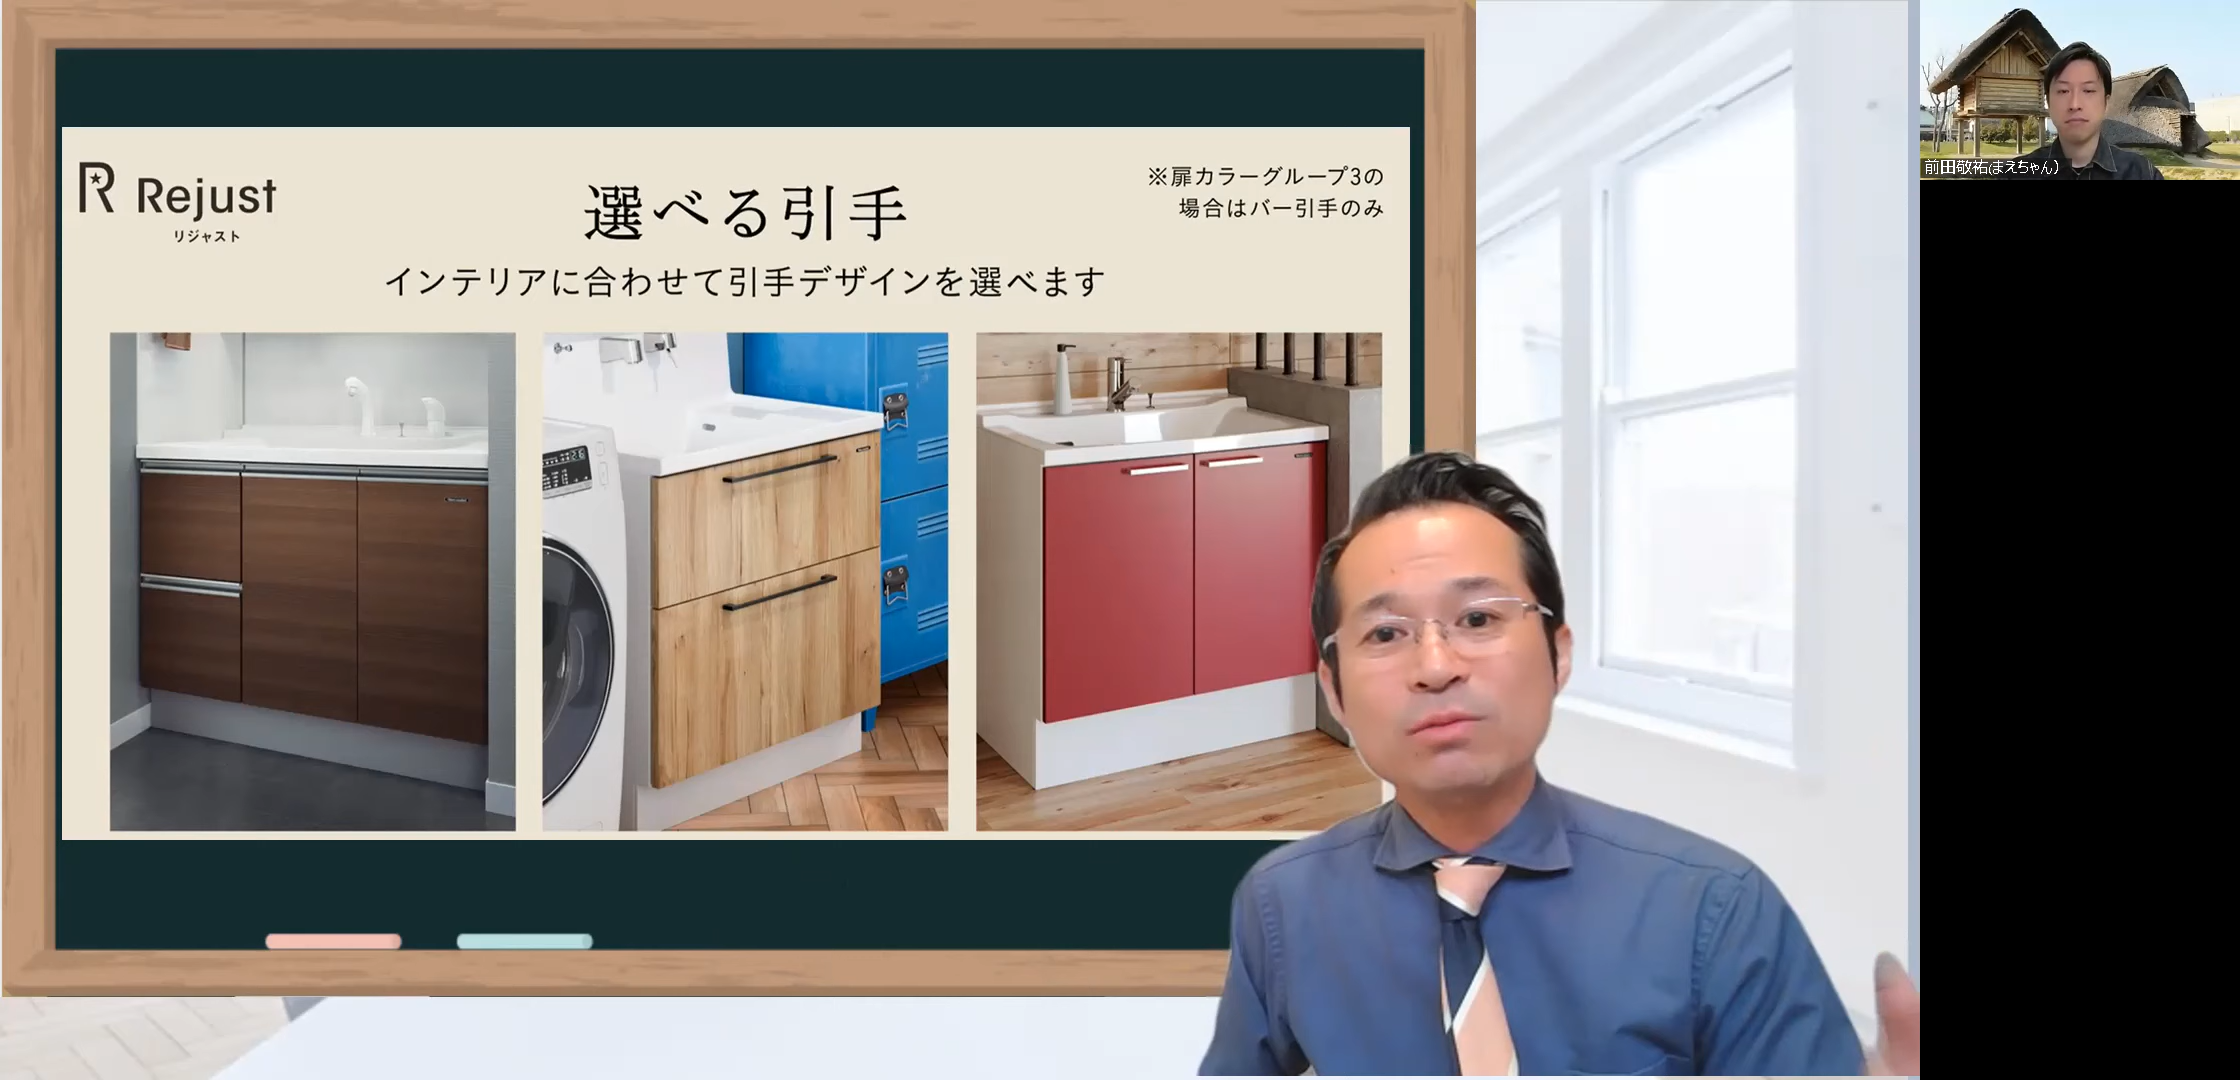 R Rejust
リジャスト
選べる引手
※扉カラーグループ3の
場合はバー引手のみ
インテリアに合わせて引手デザインを選べます
前田敬祐(まえちゃん)